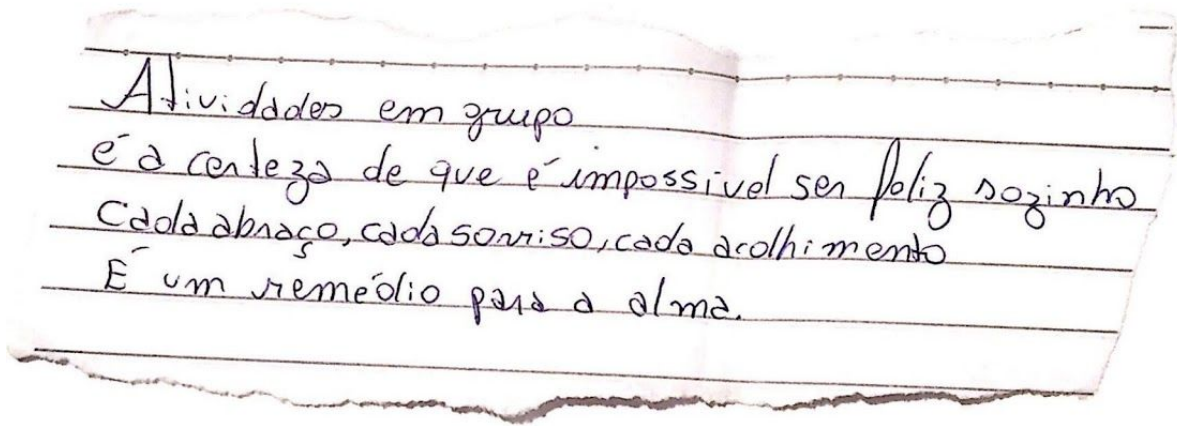 Atividades em grupo
é a certeza de que é impossível ser feliz sozinho
Cada abraço, cada sorriso, cada acolhimento
É um remédio para a alma.